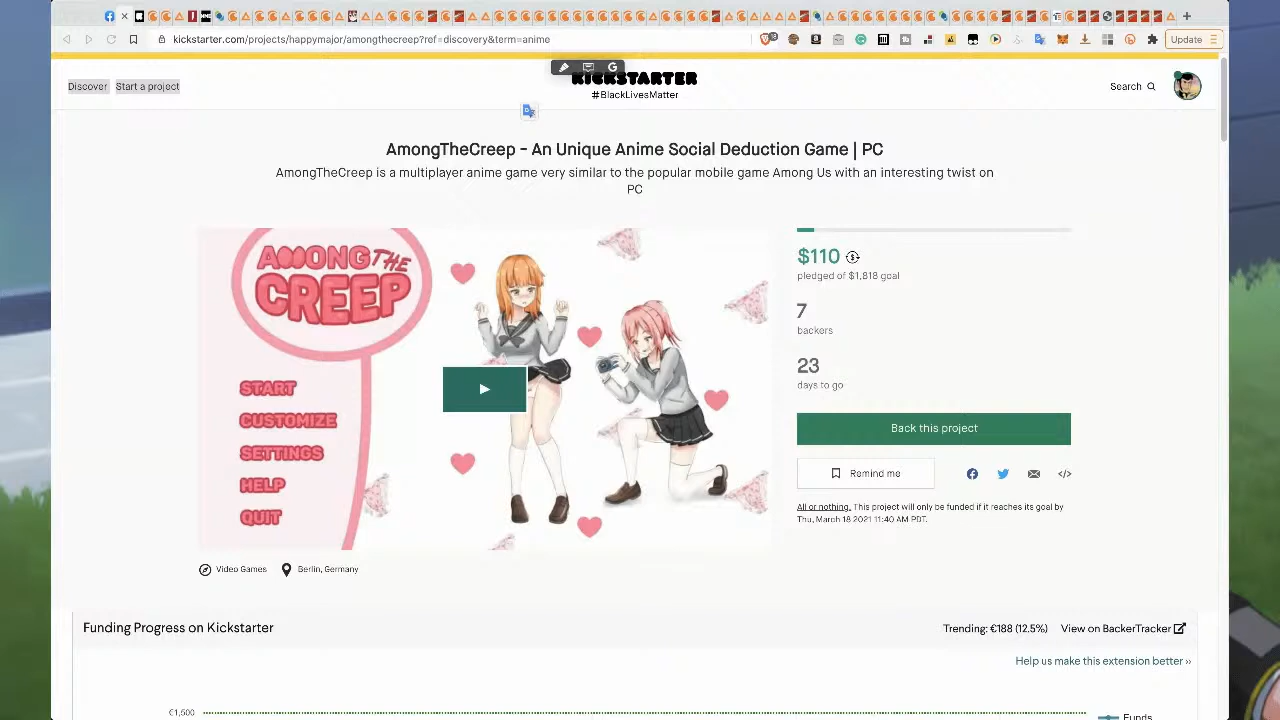 kickstarter.com/projects/happymajor/amongthecreep?ref=discovery&term=anime
Update
Discover
Start a project
KICKSTARTER
#BlackLivesMatter
Search
AmongTheCreep - An Unique Anime Social Deduction Game | PC
AmongTheCreep is a multiplayer anime game very similar to the popular mobile game Among Us with an interesting twist on
PC
AMONG THE
CREEP
START
CUSTOMIZE
SETTINGS
HELP
QUIT
$110
pledged of $1,818 goal
7
backers
23
days to go
Back this project
Remind me
All or nothing. This project will only be funded if it reaches its goal by
Thu, March 18 2021 11:40 AM PDT.
Video Games
Berlin, Germany
Funding Progress on Kickstarter
Trending: €188 (12.5%)
View on BackerTracker
Help us make this extension better ››
€1,500
Funds